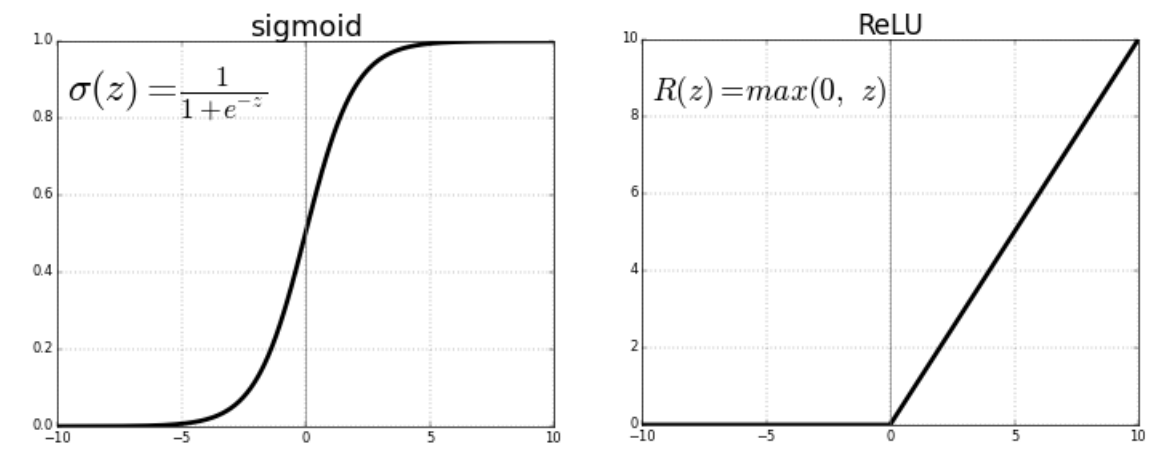 sigmoid
σ(z) = 1 / (1 + e^{-z})
1.0
0.8
0.6
0.4
0.2
0.0
−10 −5 0 5 10
ReLU
R(z) = max(0, z)
10
8
6
4
2
0
−10 −5 0 5 10